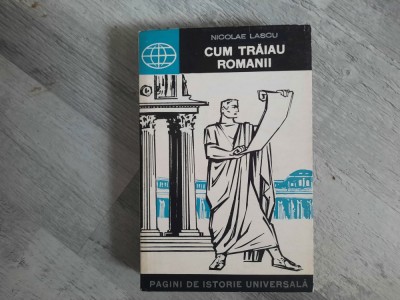 NICOLAE LASCU
CUM TRĂIAU
ROMANII
PAGINI DE ISTORIE UNIVERSALĂ